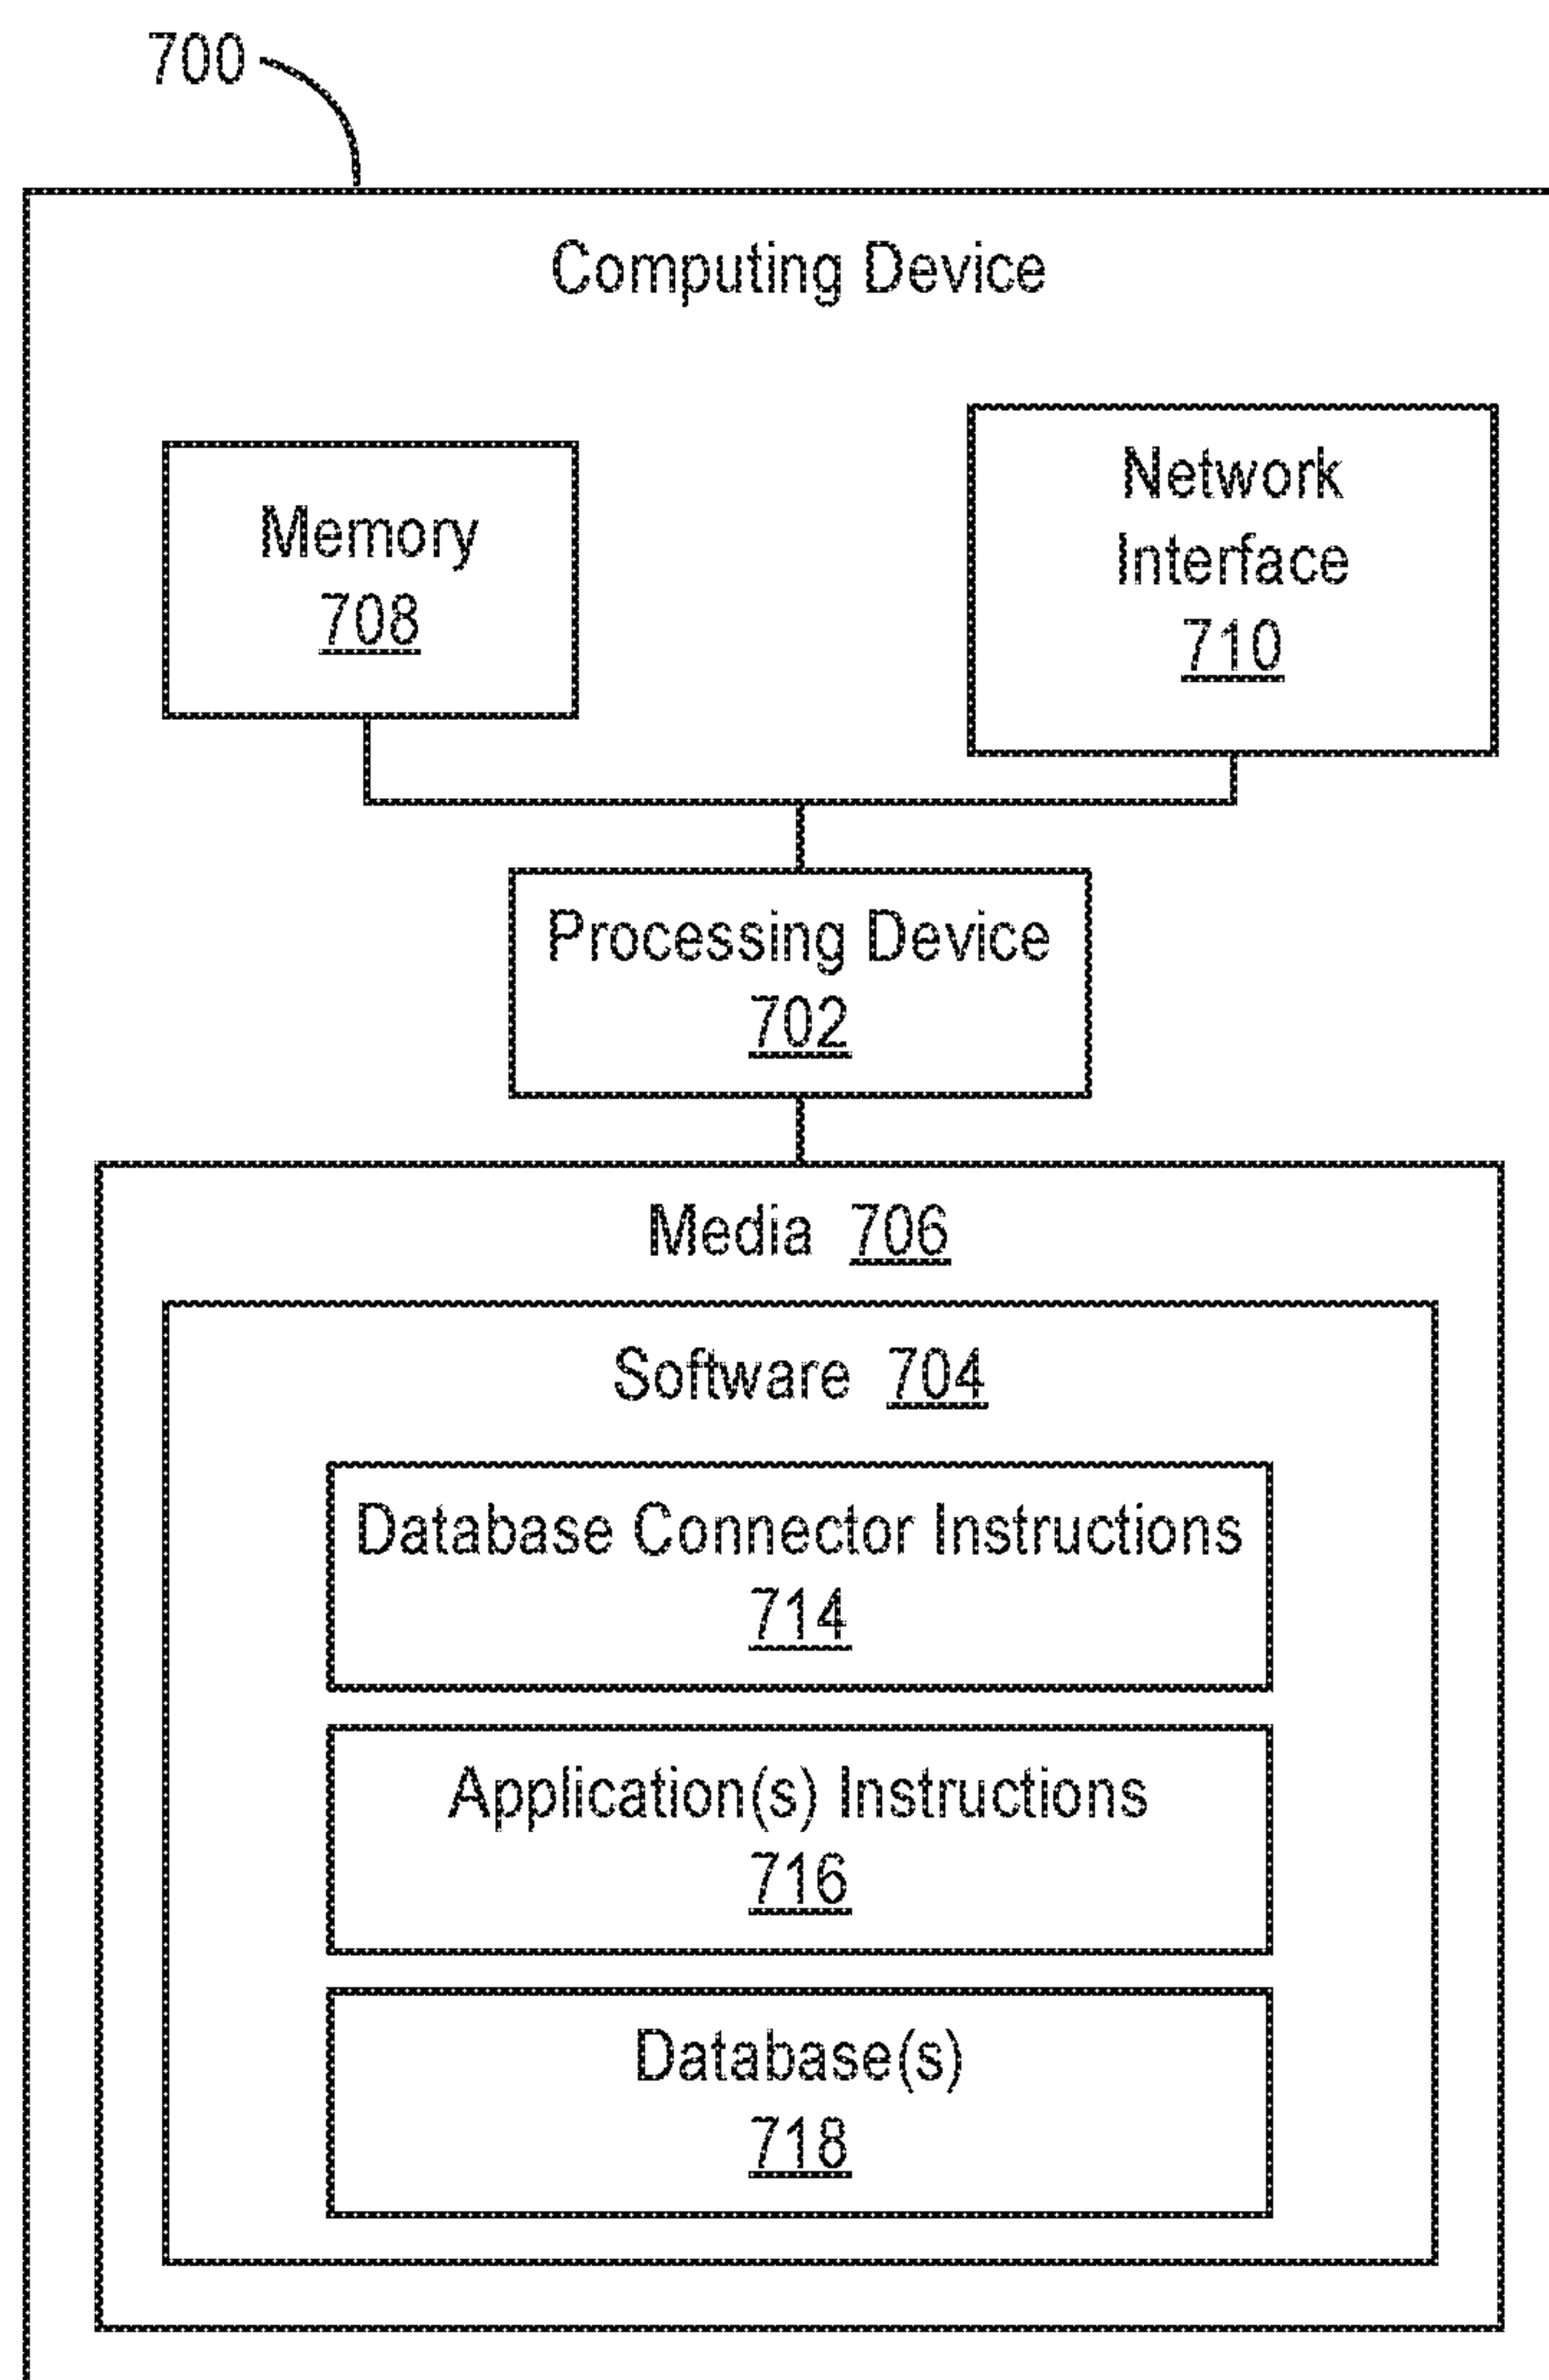 700
Computing Device
Memory
708
Network
Interface
710
Processing Device
702
Media 706
Software 704
Database Connector Instructions
714
Application(s) Instructions
716
Database(s)
718